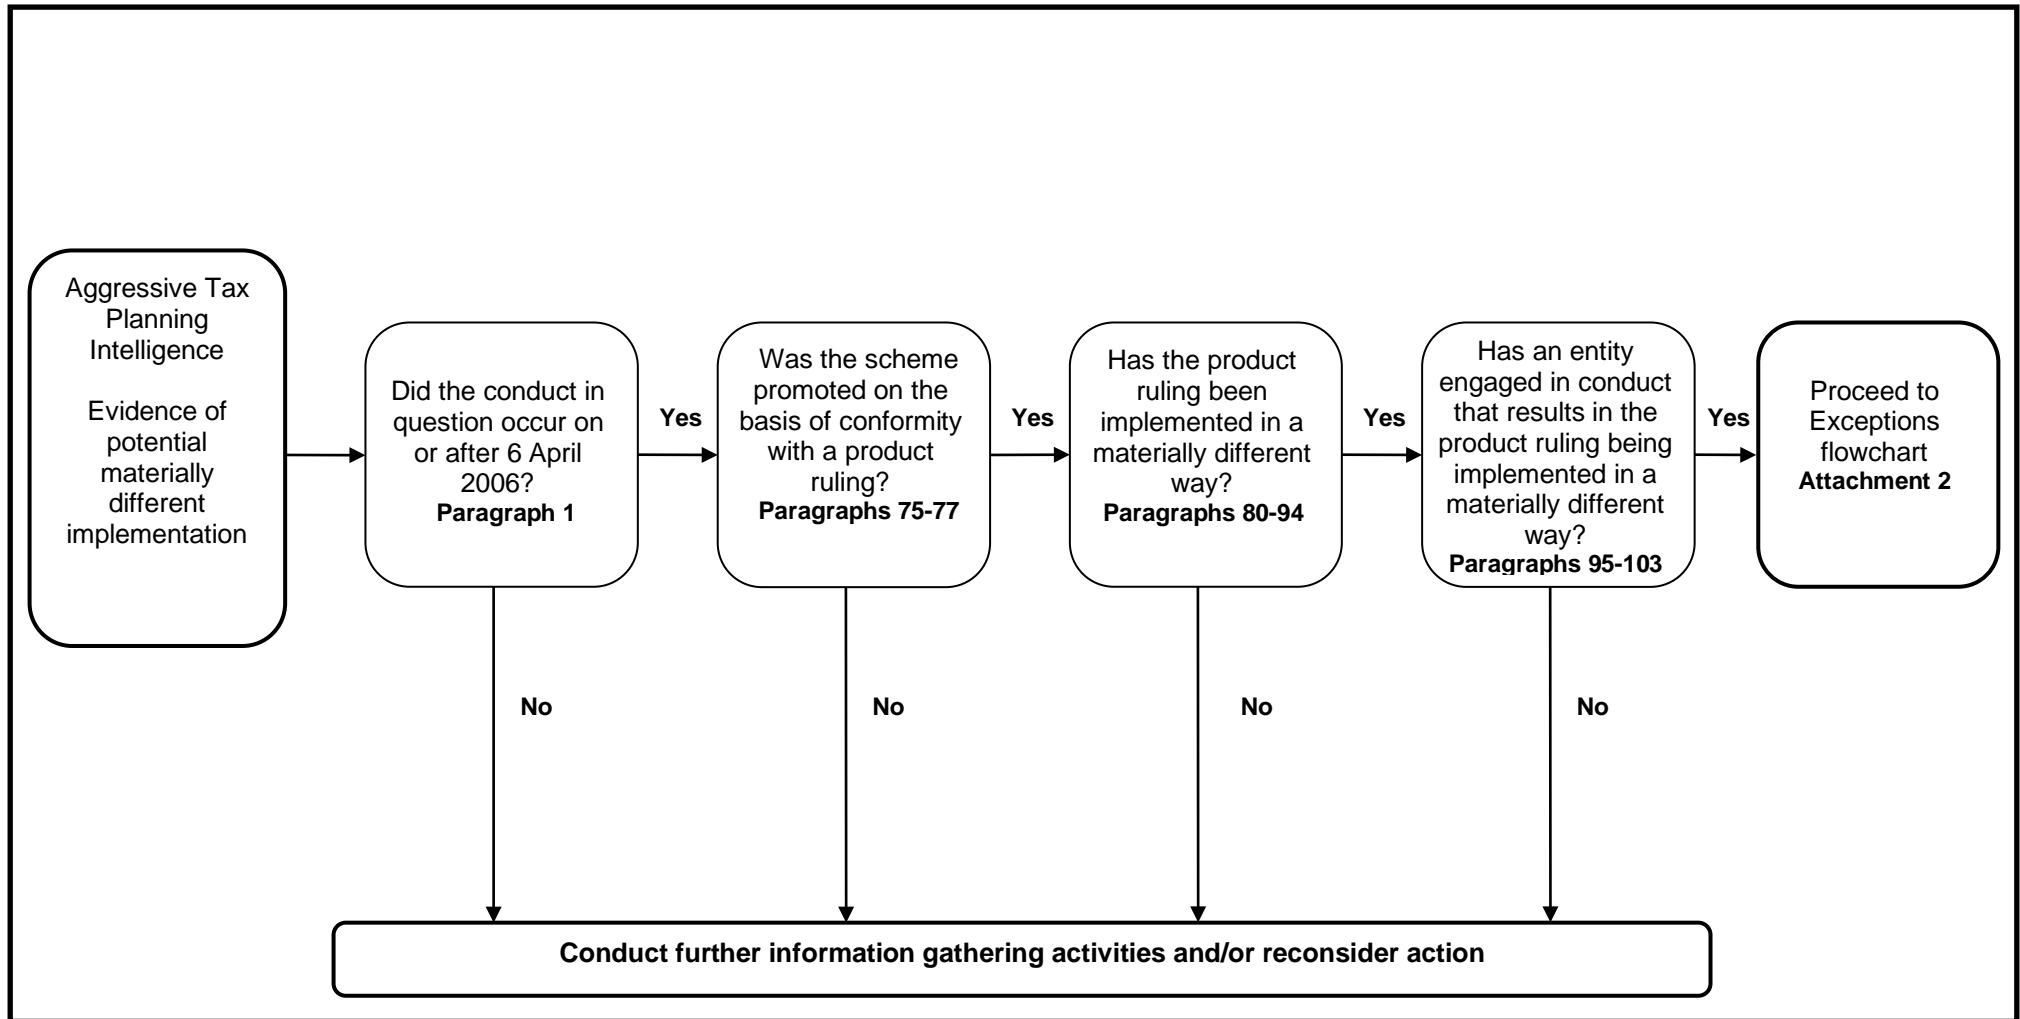 Aggressive Tax
Planning
Intelligence
Evidence of
potential
materially
different
implementation
Did the conduct in
question occur on
or after 6 April
2006?
Paragraph 1
Yes
Was the scheme
promoted on the
basis of conformity
with a product
ruling?
Paragraphs 75-77
Yes
Has the product
ruling been
implemented in a
materially different
way?
Paragraphs 80-94
Yes
Has an entity
engaged in conduct
that results in the
product ruling being
implemented in a
materially different
way?
Paragraphs 95-103
Yes
Proceed to
Exceptions
flowchart
Attachment 2
No
No
No
No
Conduct further information gathering activities and/or reconsider action